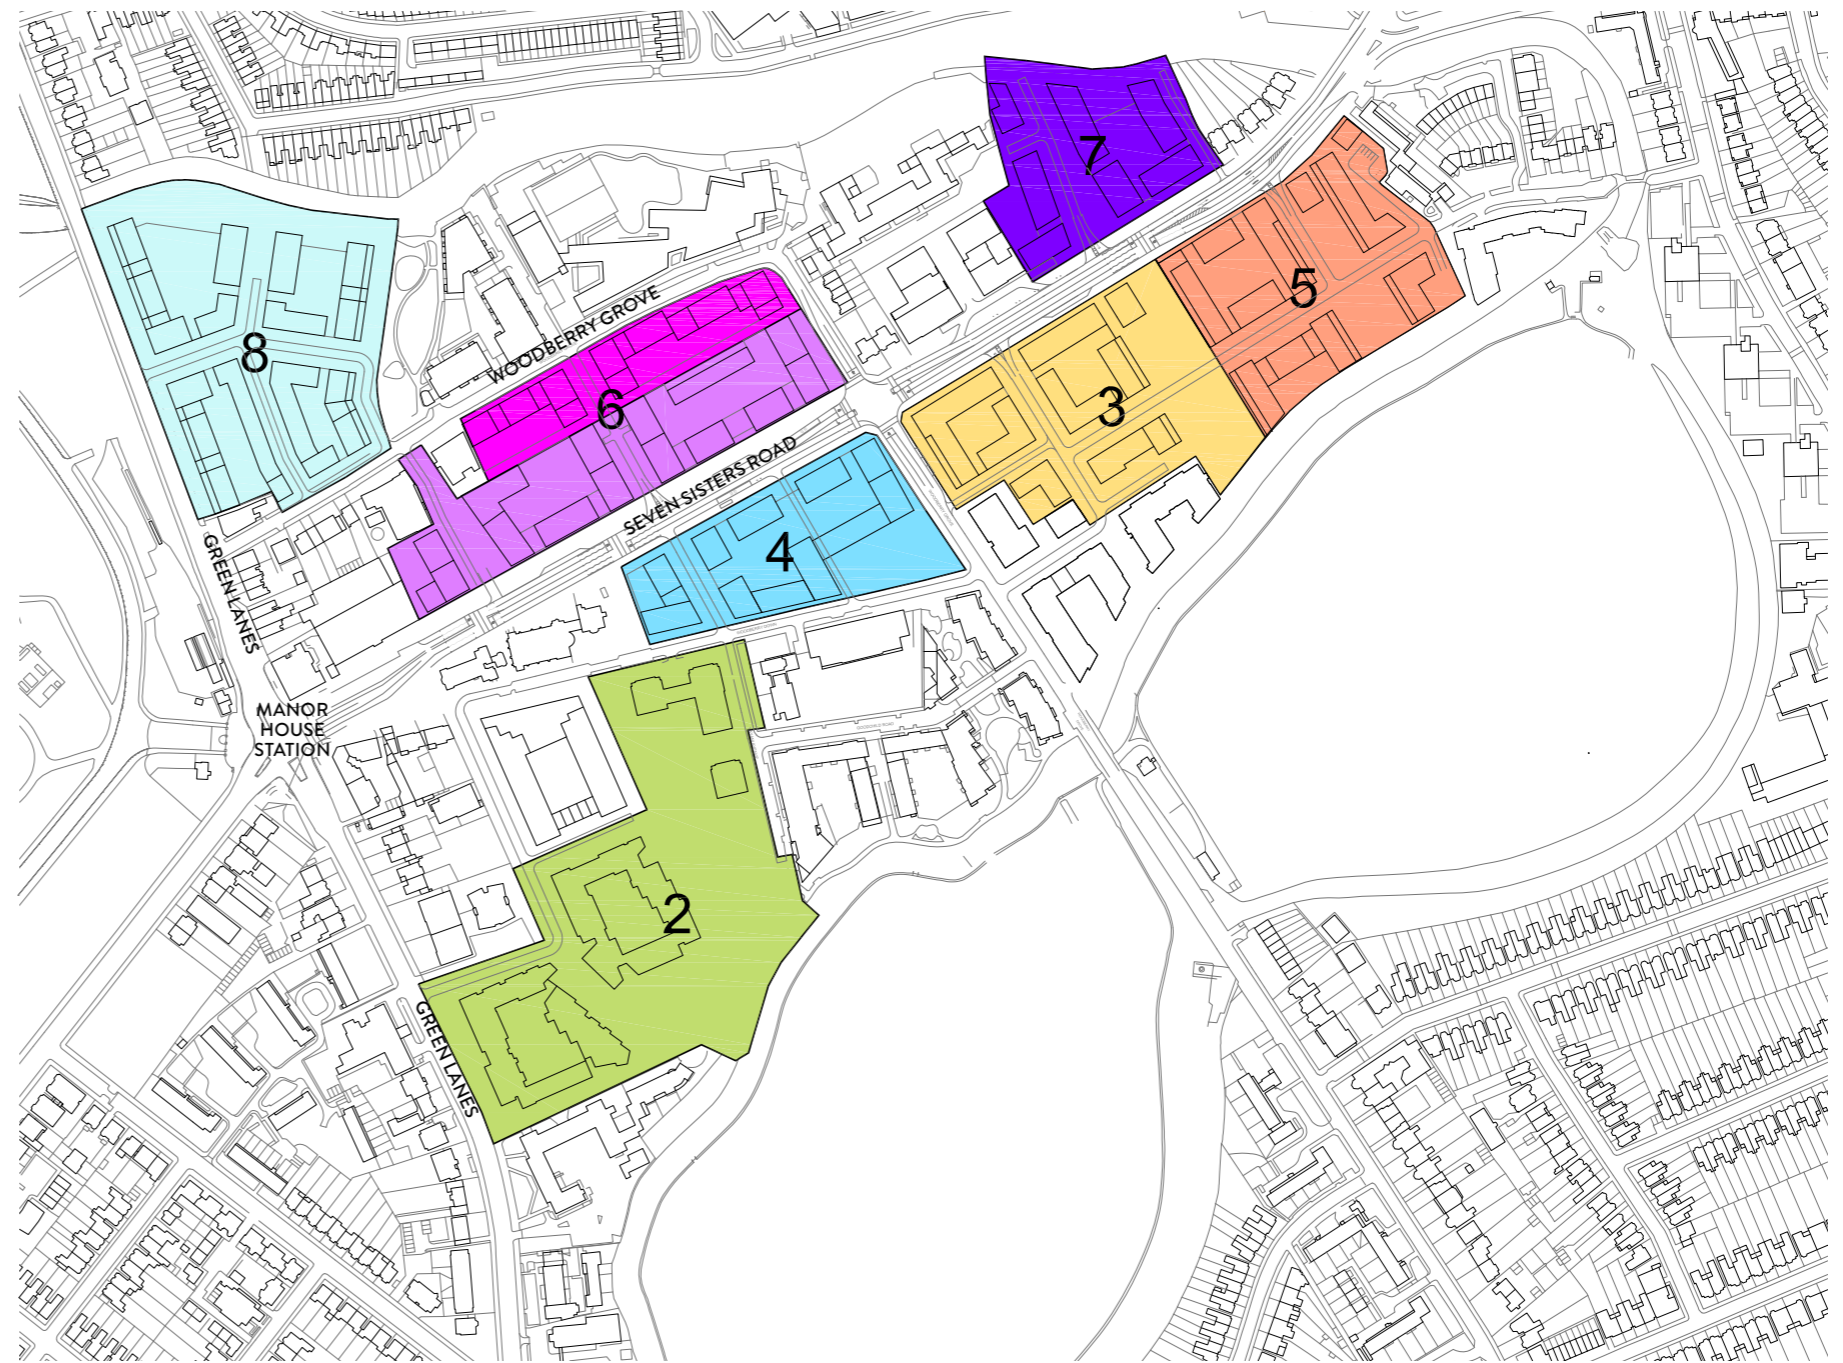 7
5
WOODBERRY GROVE
8
3
6
SEVEN SISTERS ROAD
4
GREEN LANES
MANOR
HOUSE
STATION
2
GREEN LANES